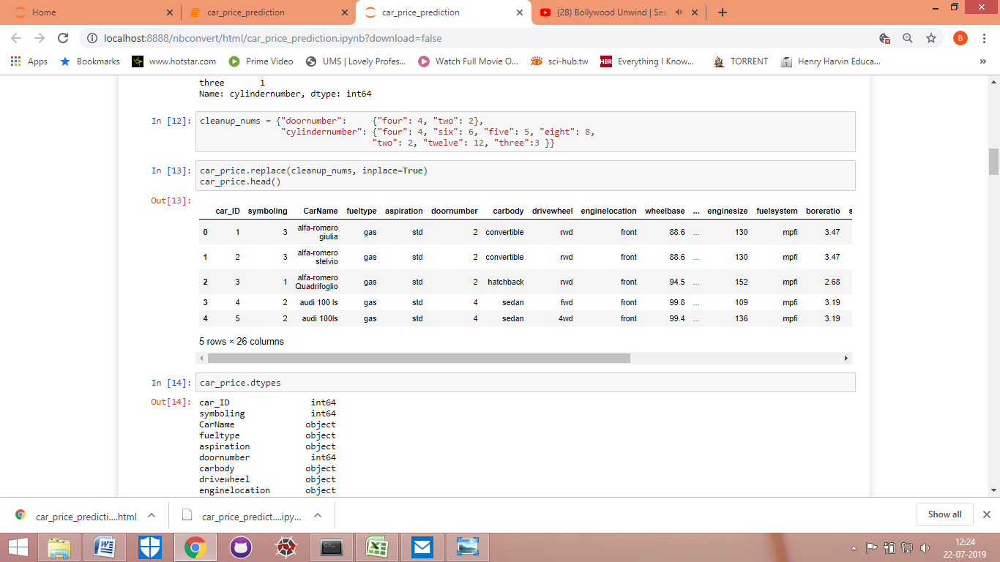 Home
car_price_prediction
car_price_prediction
(28) Bollywood Unwind | Ses
localhost:8888/nbconvert/html/car_price_prediction.ipynb?download=false
B
Apps
Bookmarks
www.hotstar.com
Prime Video
UMS | Lovely Profes...
Watch Full Movie O...
sci-hub.tw
HBR
Everything I Know...
TORRENT
Henry Harvin Educa...
»
three 1
Name: cylindernumber, dtype: int64
In [12]: cleanup_nums = {"doornumber": {"four": 4, "two": 2},
"cylindernumber": {"four": 4, "six": 6, "five": 5, "eight": 8,
"two": 2, "twelve": 12, "three":3 }}
In [13]: car_price.replace(cleanup_nums, inplace=True)
car_price.head()
Out[13]:
car_ID symboling CarName fueltype aspiration doornumber carbody drivewheel enginelocation wheelbase ... enginesize fuelsystem boreratio s
0 1 3 alfa-romero giulia gas std 2 convertible rwd front 88.6 ... 130 mpfi 3.47
1 2 3 alfa-romero stelvio gas std 2 convertible rwd front 88.6 ... 130 mpfi 3.47
2 3 1 alfa-romero Quadrifoglio gas std 2 hatchback rwd front 94.5 ... 152 mpfi 2.68
3 4 2 audi 100 ls gas std 4 sedan fwd front 99.8 ... 109 mpfi 3.19
4 5 2 audi 100ls gas std 4 sedan 4wd front 99.4 ... 136 mpfi 3.19
5 rows × 26 columns
In [14]: car_price.dtypes
Out[14]: car_ID int64
symboling int64
CarName object
fueltype object
aspiration object
doornumber int64
carbody object
drivewheel object
enginelocation object
car_price_predicti....html
car_price_predict....ipy...
Show all
12:24
22-07-2019